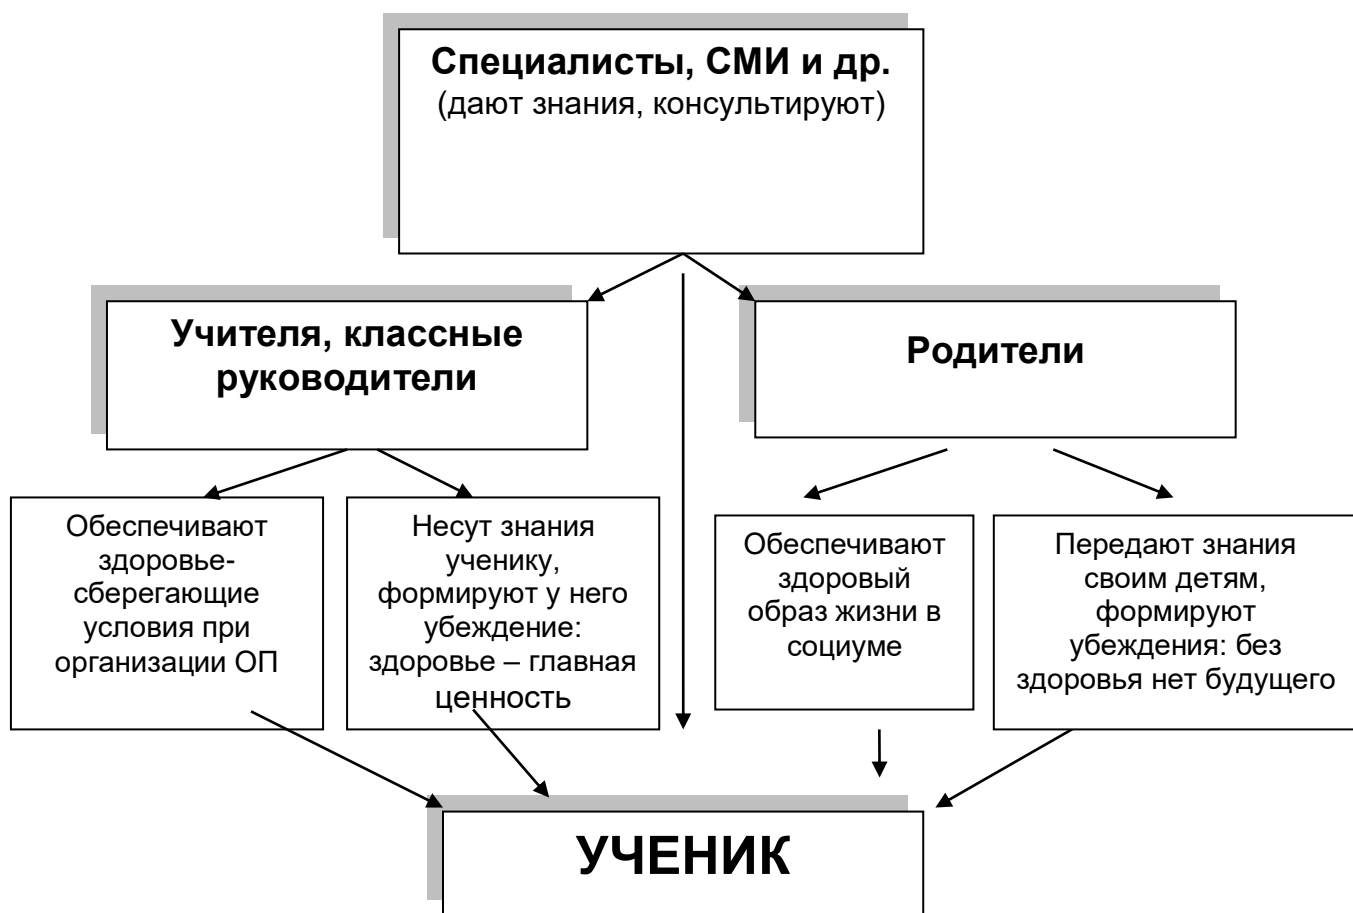 Специалисты, СМИ и др.
(дают знания, консультируют)
Учителя, классные
руководители
Родители
Обеспечивают
здоровье-
сберегающие
условия при
организации ОП
Несут знания
ученику,
формируют у него
убеждение:
здоровье – главная
ценность
Обеспечивают
здоровый
образ жизни в
социуме
Передают знания
своим детям,
формируют
убеждения: без
здоровья нет будущего
УЧЕНИК